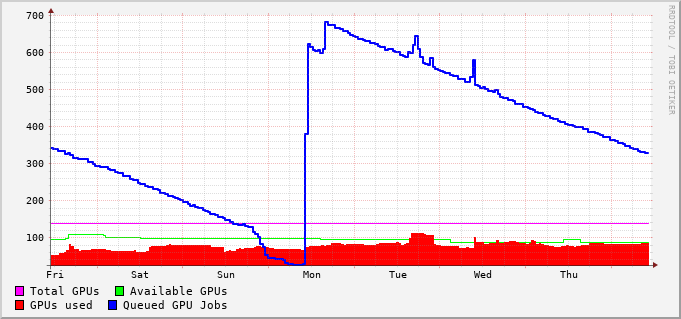 700
600
500
400
300
200
100
Fri Sat Sun Mon Tue Wed Thu
Total GPUs Available GPUs
GPUs used Queued GPU Jobs
RRDTOOL / TOBI OETIKER